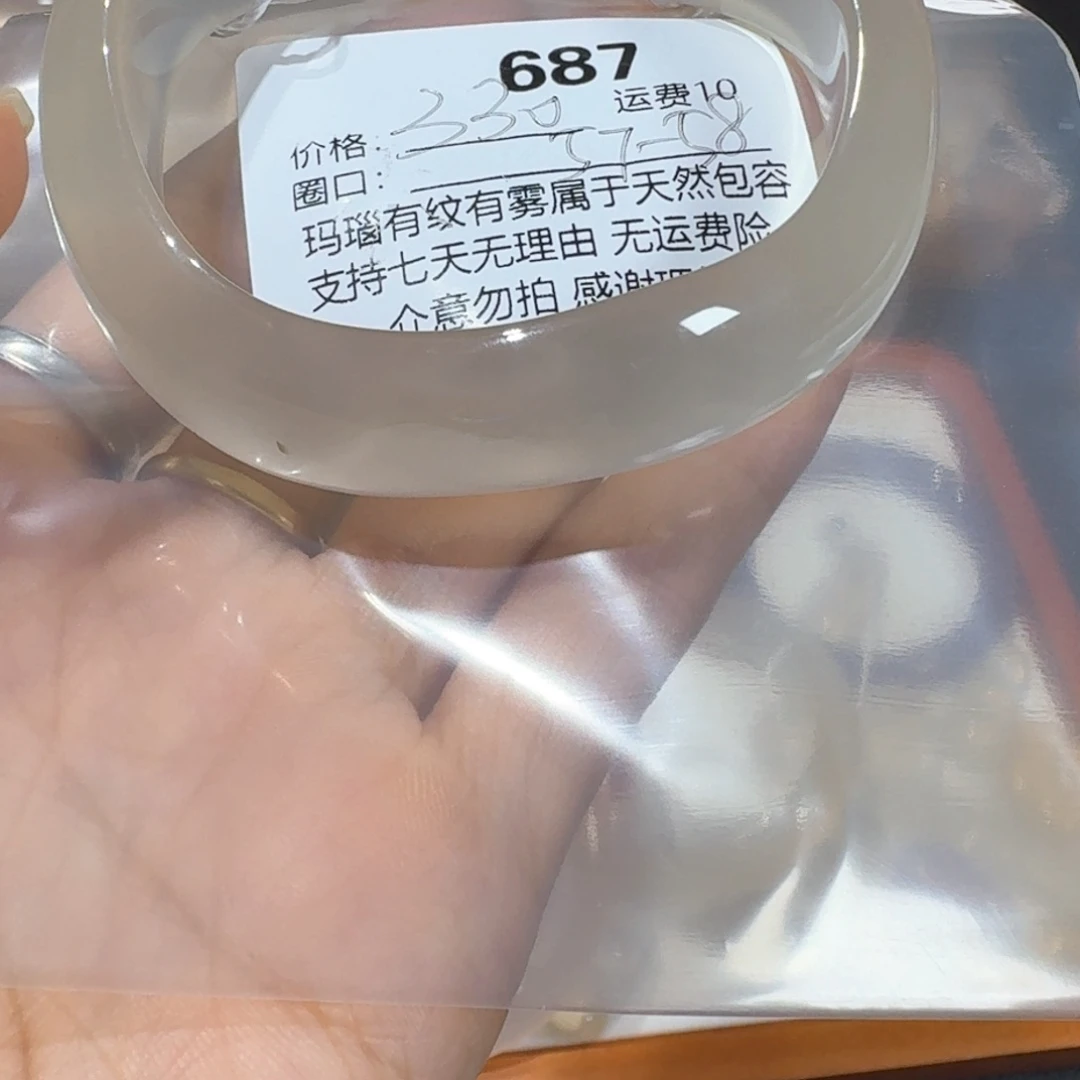 687
运费10
价格: 330
圈口: 57-58
玛瑙有纹有雾属于天然包容
支持七天无理由 无运费险
介意勿拍 感谢理